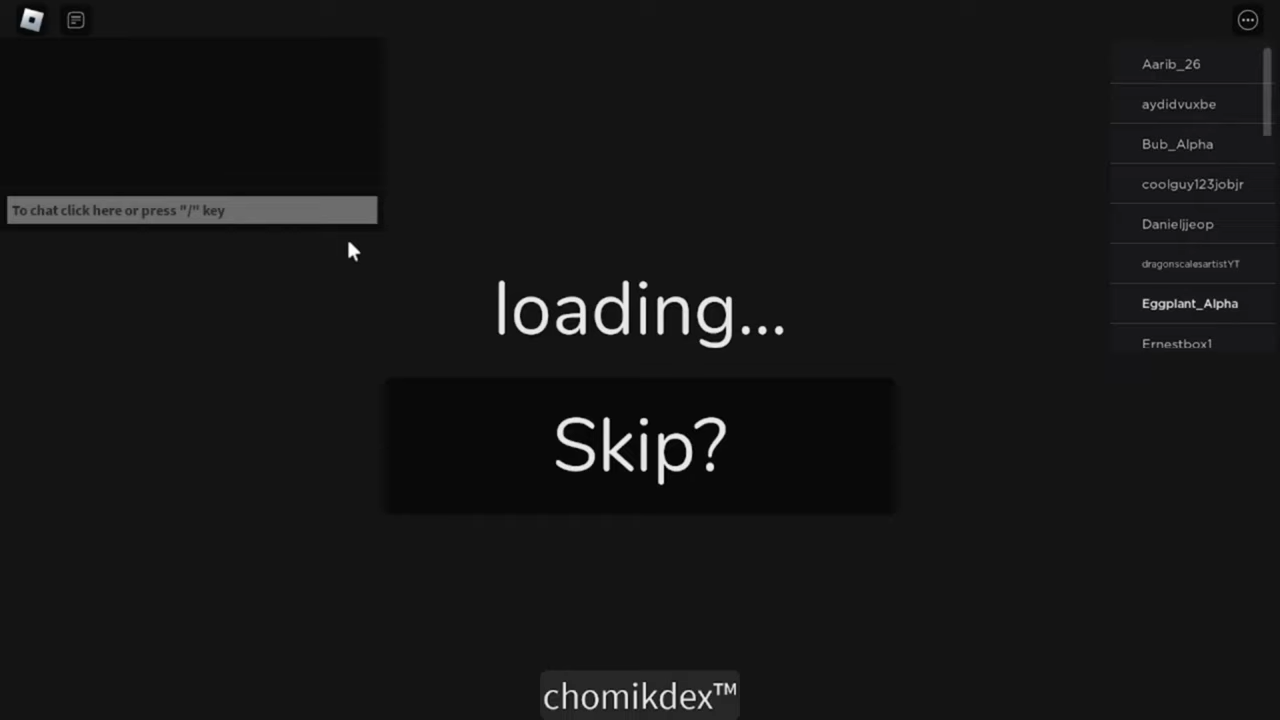 To chat click here or press "/" key
loading...
Skip?
chomikdex™
Aarib_26
aydidvuxbe
Bub_Alpha
coolguy123jobjr
Danieljjeop
dragonscalesartistYT
Eggplant_Alpha
Ernestbox1